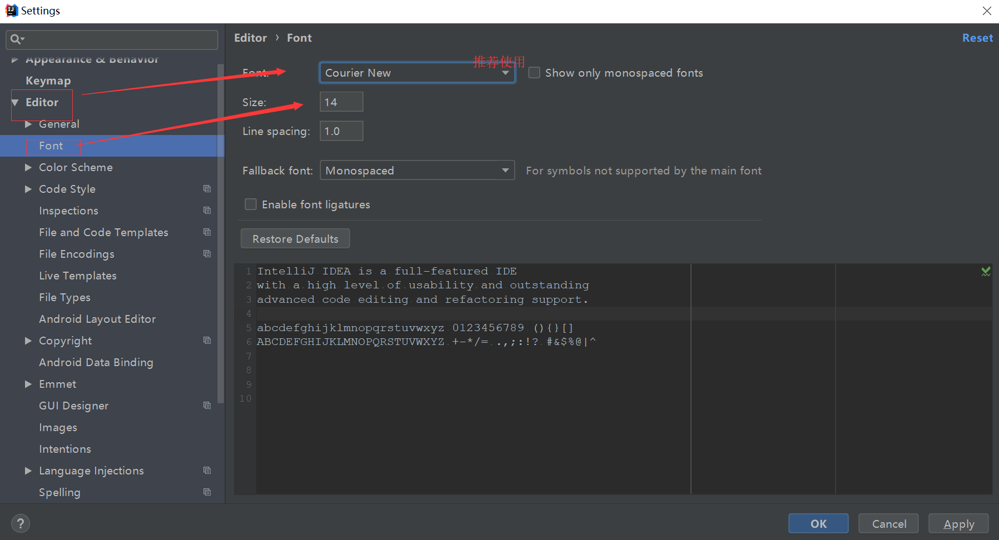 Settings
Appearance & Behavior
Keymap
Editor
General
Font
Color Scheme
Code Style
Inspections
File and Code Templates
File Encodings
Live Templates
File Types
Android Layout Editor
Copyright
Android Data Binding
Emmet
GUI Designer
Images
Intentions
Language Injections
Spelling
Editor › Font
Reset
推荐使用
Font: Courier New Show only monospaced fonts
Size: 14
Line spacing: 1.0
Fallback font: Monospaced For symbols not supported by the main font
Enable font ligatures
Restore Defaults
1 IntelliJ IDEA is a full-featured IDE
2 with a high level of usability and outstanding
3 advanced code editing and refactoring support.
4
5 abcdefghijklmnopqrstuvwxyz 0123456789 (){}[]
6 ABCDEFGHIJKLMNOPQRSTUVWXYZ +-*/= .,;:!? #&$%@|^
7
8
9
10
? OK Cancel Apply